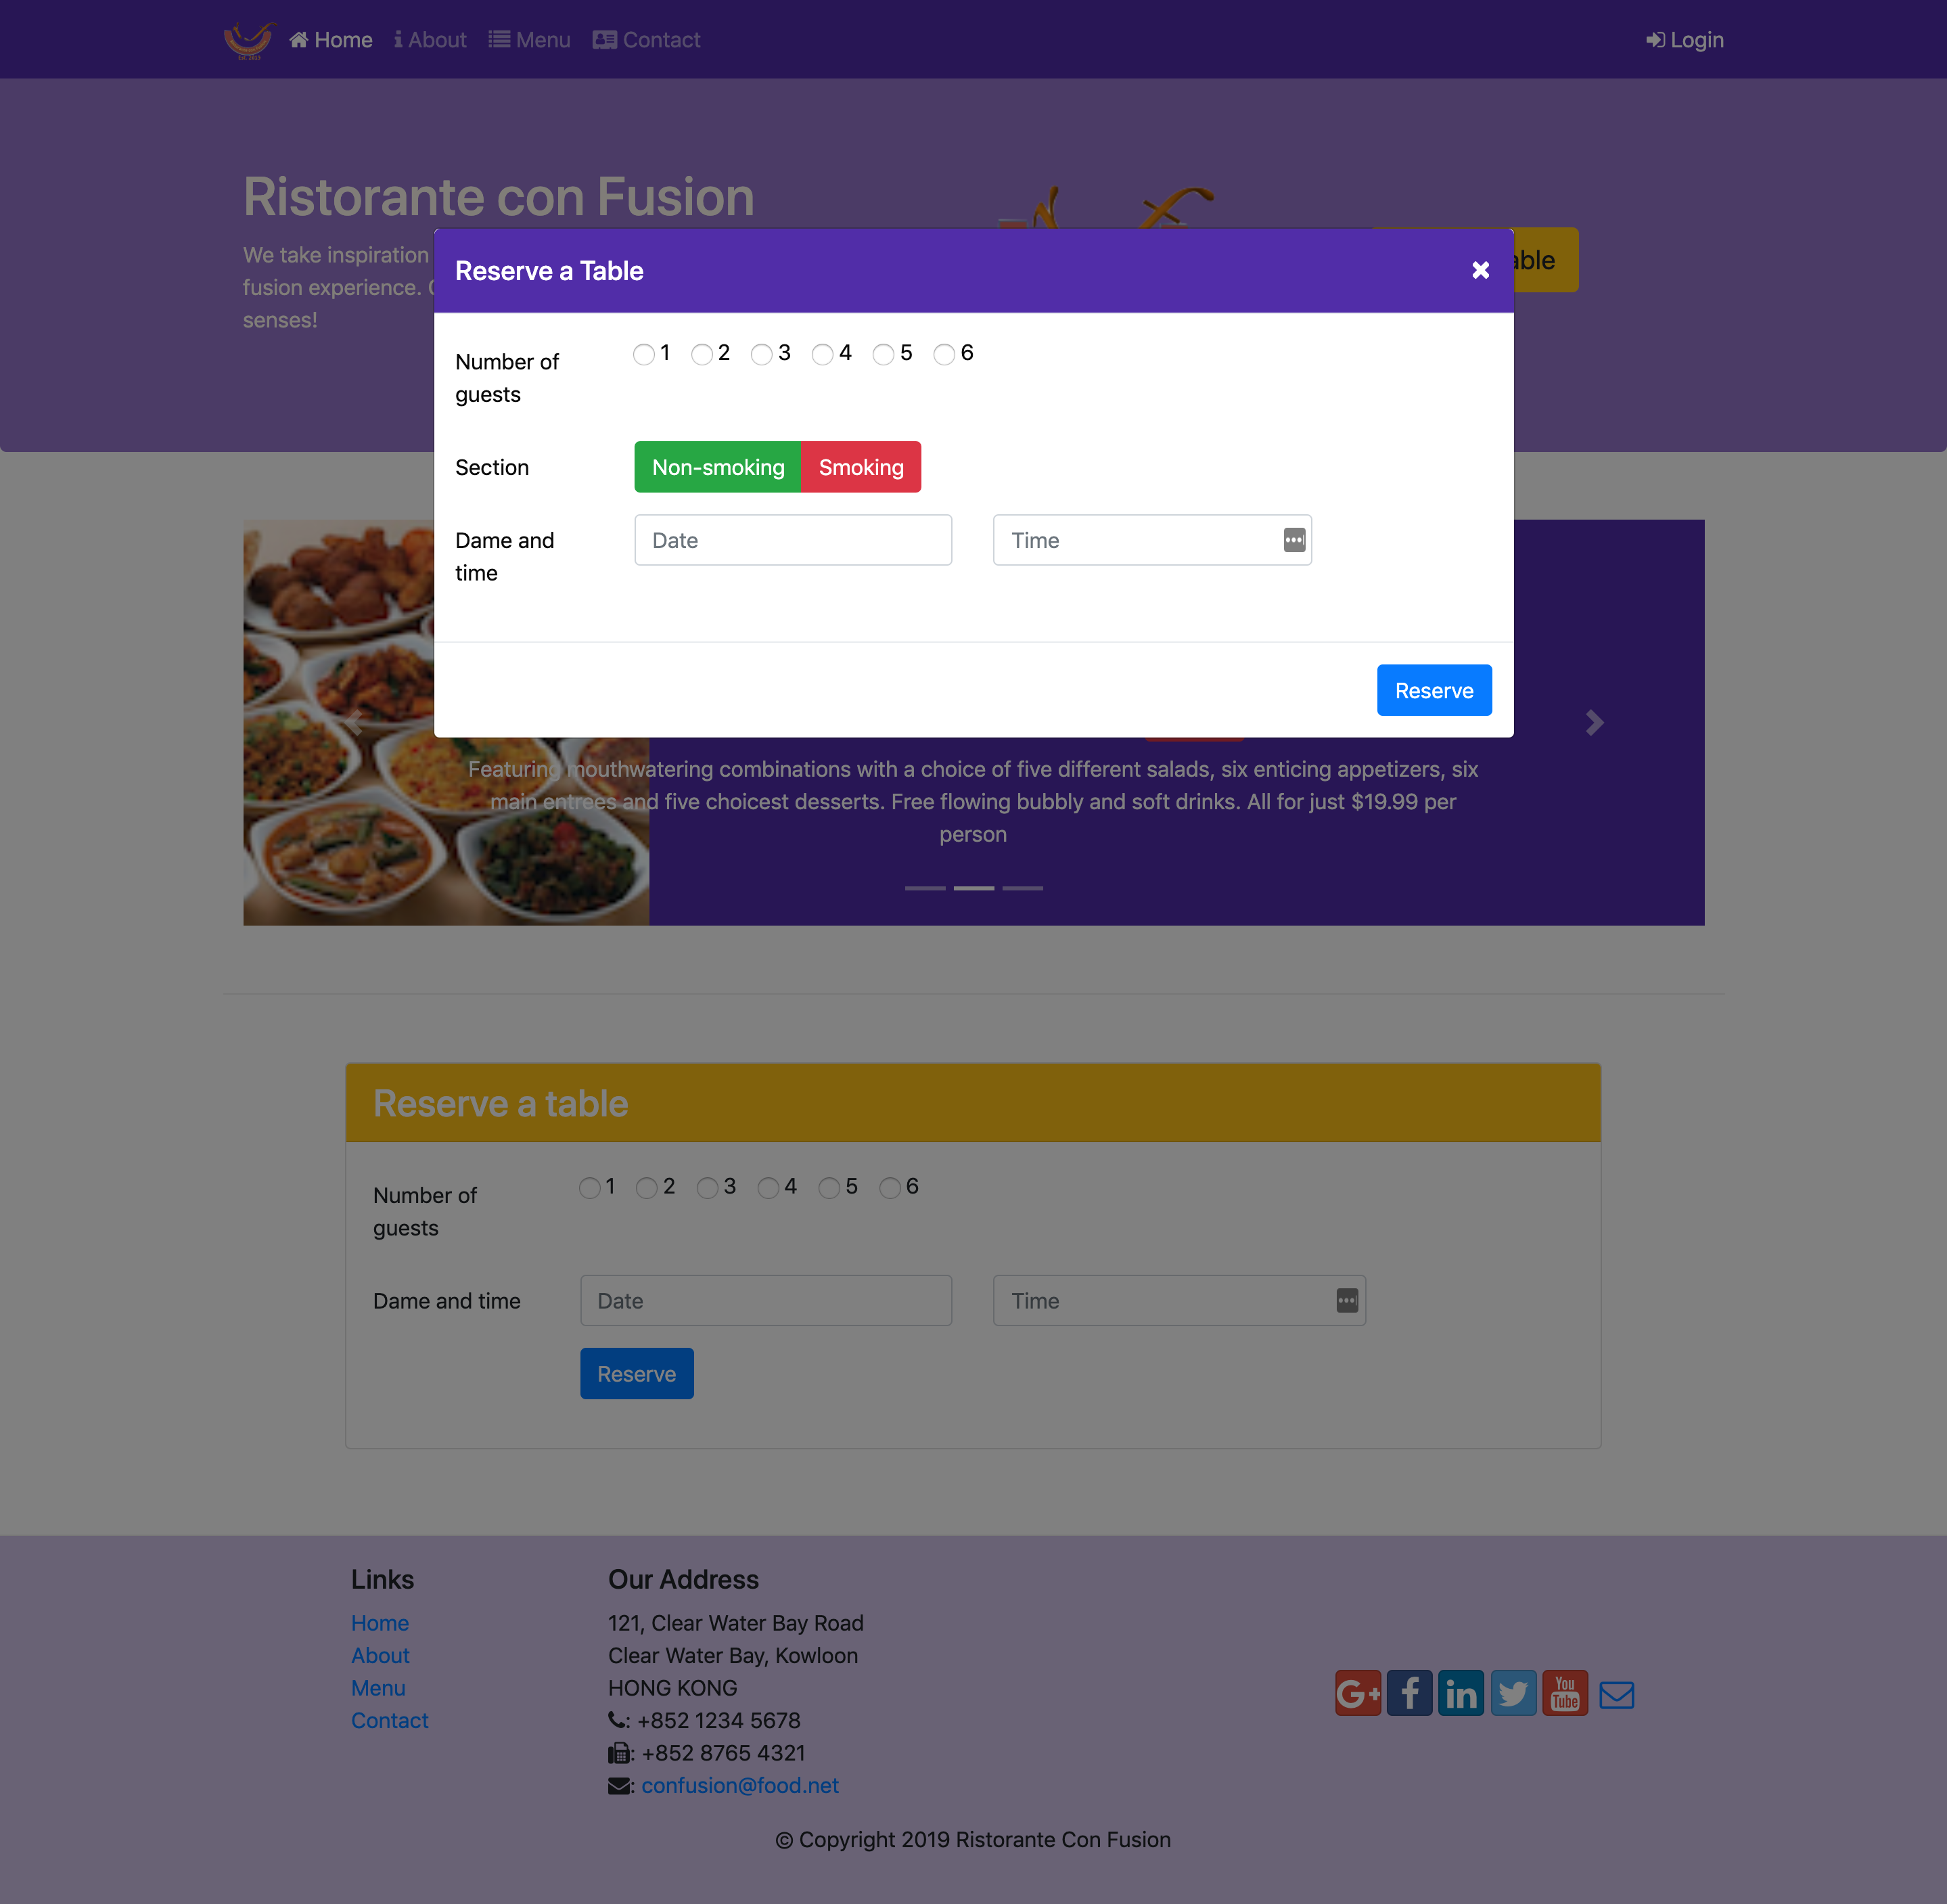 Home
About
Menu
Contact
Login
Ristorante con Fusion
We take inspiration
fusion experience.
senses!
Reserve a Table
Number of
guests
1 2 3 4 5 6
Section
Non-smoking
Smoking
Dame and
time
Date
Time
Reserve
Featuring mouthwatering combinations with a choice of five different salads, six enticing appetizers, six
main entrees and five choicest desserts. Free flowing bubbly and soft drinks. All for just $19.99 per
person
Reserve a table
Number of
guests
1 2 3 4 5 6
Dame and time
Date
Time
Reserve
Links
Home
About
Menu
Contact
Our Address
121, Clear Water Bay Road
Clear Water Bay, Kowloon
HONG KONG
: +852 1234 5678
: +852 8765 4321
: confusion@food.net
G+
f
in
You
Tube
© Copyright 2019 Ristorante Con Fusion